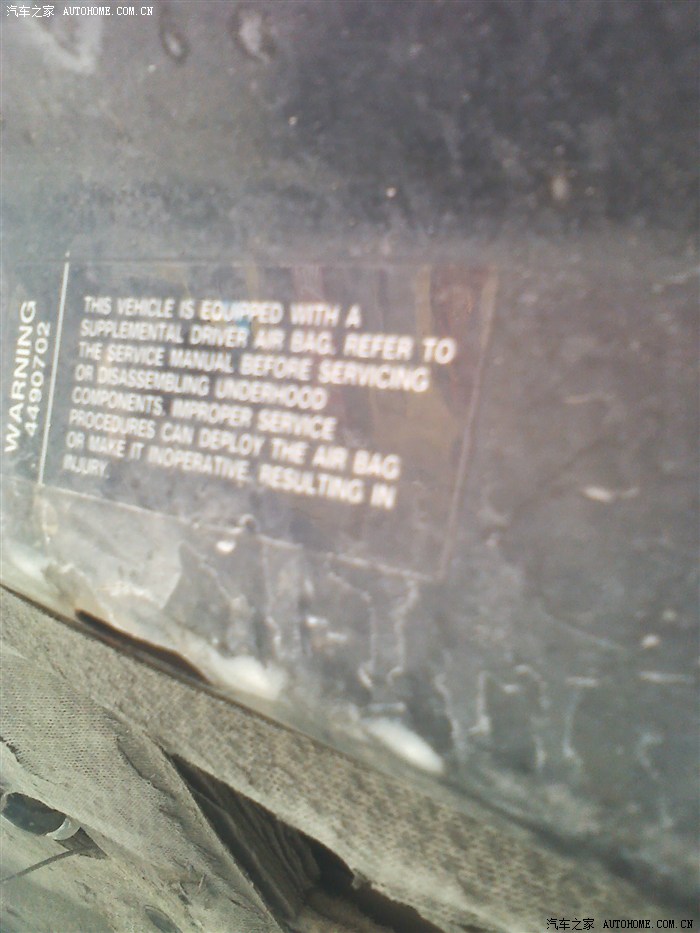 汽车之家 AUTOHOME.COM.CN
WARNING
4490702
THIS VEHICLE IS EQUIPPED WITH A
SUPPLEMENTAL DRIVER AIR BAG. REFER TO
THE SERVICE MANUAL BEFORE SERVICING
OR DISASSEMBLING UNDERHOOD
COMPONENTS. IMPROPER SERVICE
PROCEDURES CAN DEPLOY THE AIR BAG
OR MAKE IT INOPERATIVE, RESULTING IN
INJURY.
汽车之家 AUTOHOME.COM.CN